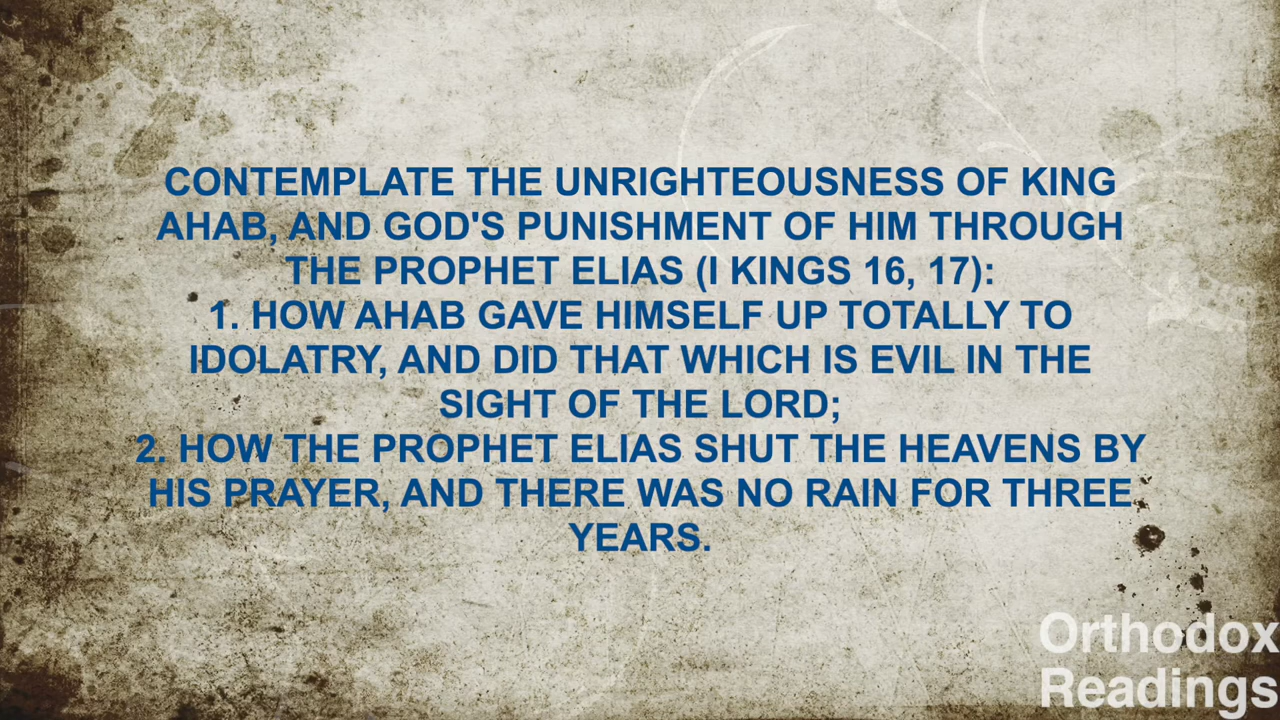 CONTEMPLATE THE UNRIGHTEOUSNESS OF KING
AHAB, AND GOD'S PUNISHMENT OF HIM THROUGH
THE PROPHET ELIAS (I KINGS 16, 17):
1. HOW AHAB GAVE HIMSELF UP TOTALLY TO
IDOLATRY, AND DID THAT WHICH IS EVIL IN THE
SIGHT OF THE LORD;
2. HOW THE PROPHET ELIAS SHUT THE HEAVENS BY
HIS PRAYER, AND THERE WAS NO RAIN FOR THREE
YEARS.
Orthodox
Readings